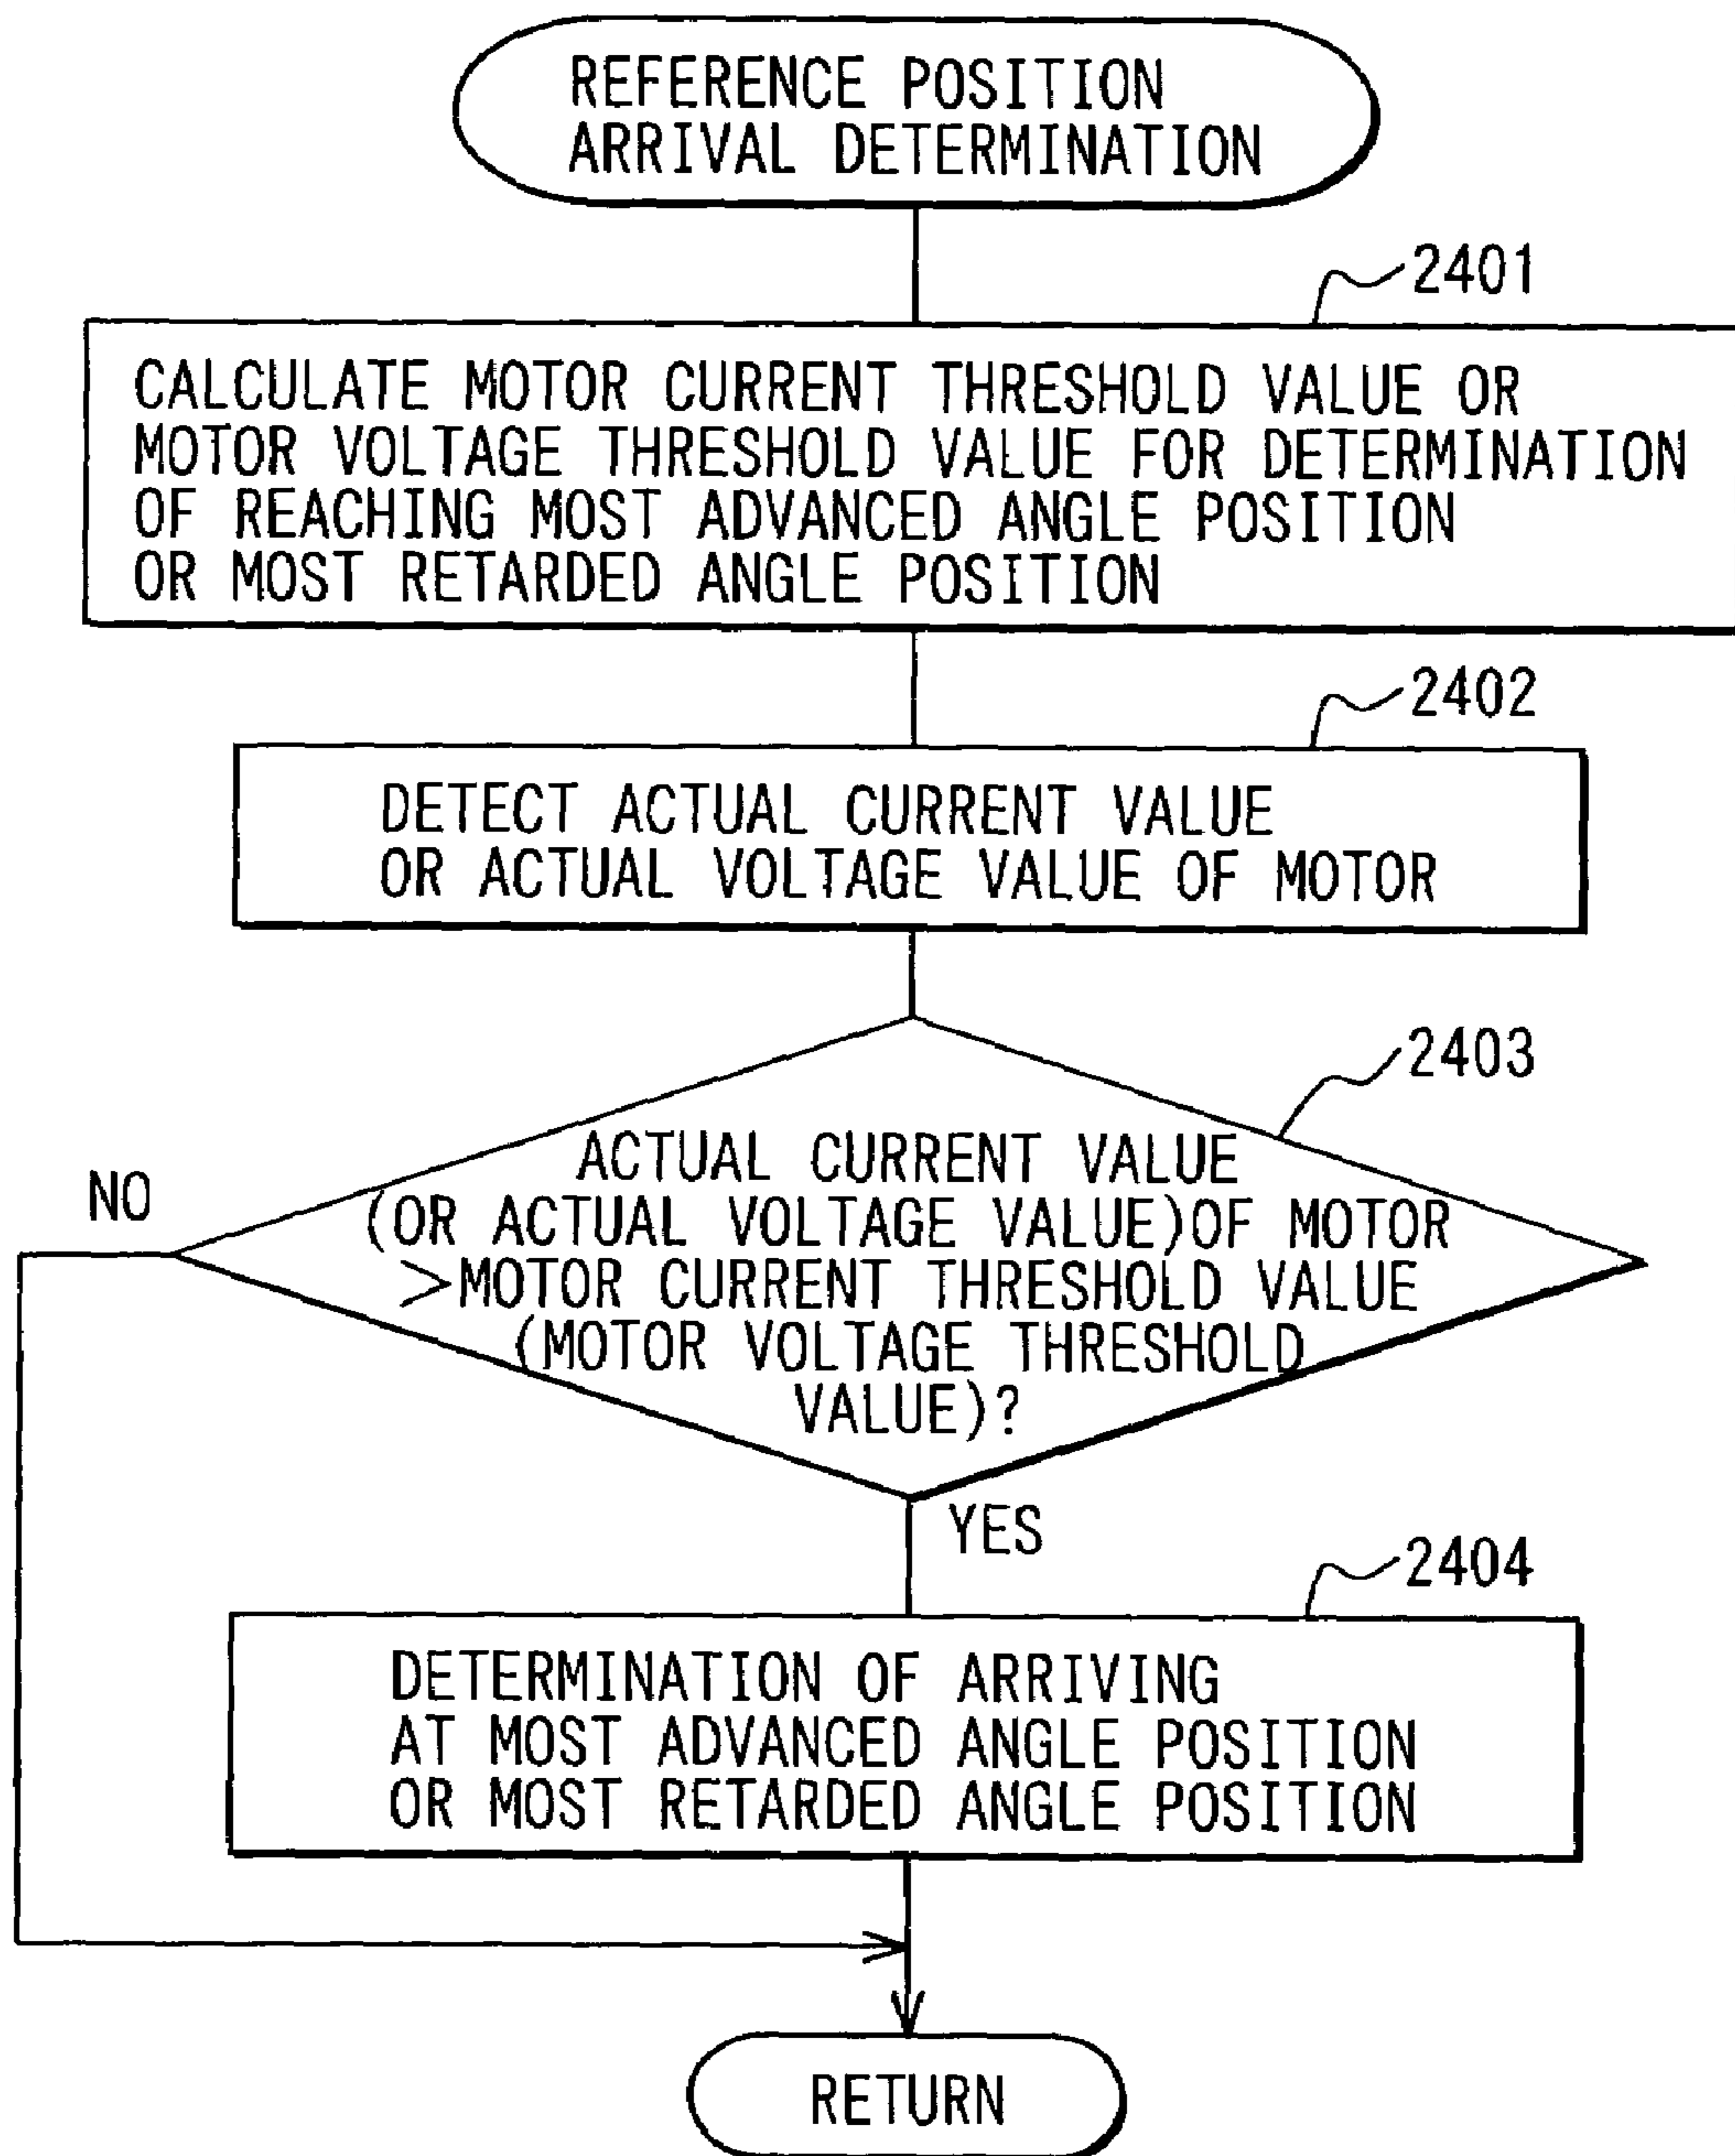 REFERENCE POSITION
ARRIVAL DETERMINATION
2401
CALCULATE MOTOR CURRENT THRESHOLD VALUE OR
MOTOR VOLTAGE THRESHOLD VALUE FOR DETERMINATION
OF REACHING MOST ADVANCED ANGLE POSITION
OR MOST RETARDED ANGLE POSITION
2402
DETECT ACTUAL CURRENT VALUE
OR ACTUAL VOLTAGE VALUE OF MOTOR
2403
ACTUAL CURRENT VALUE
(OR ACTUAL VOLTAGE VALUE)OF MOTOR
>MOTOR CURRENT THRESHOLD VALUE
(MOTOR VOLTAGE THRESHOLD
VALUE)?
NO
YES
2404
DETERMINATION OF ARRIVING
AT MOST ADVANCED ANGLE POSITION
OR MOST RETARDED ANGLE POSITION
RETURN